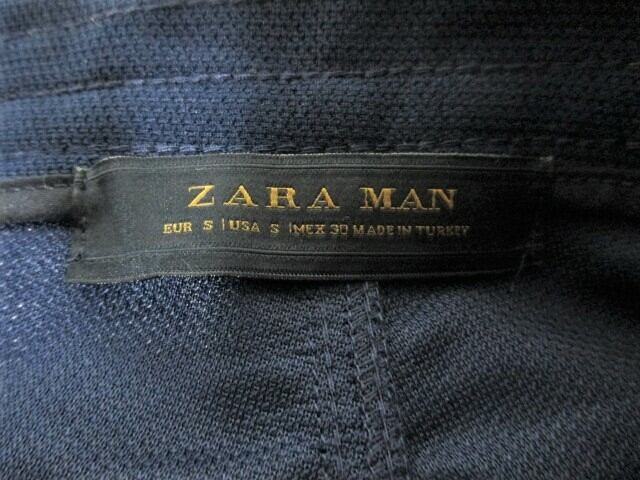 ZARA MAN
EUR S | USA S | MEX 30 MADE IN TURKEY